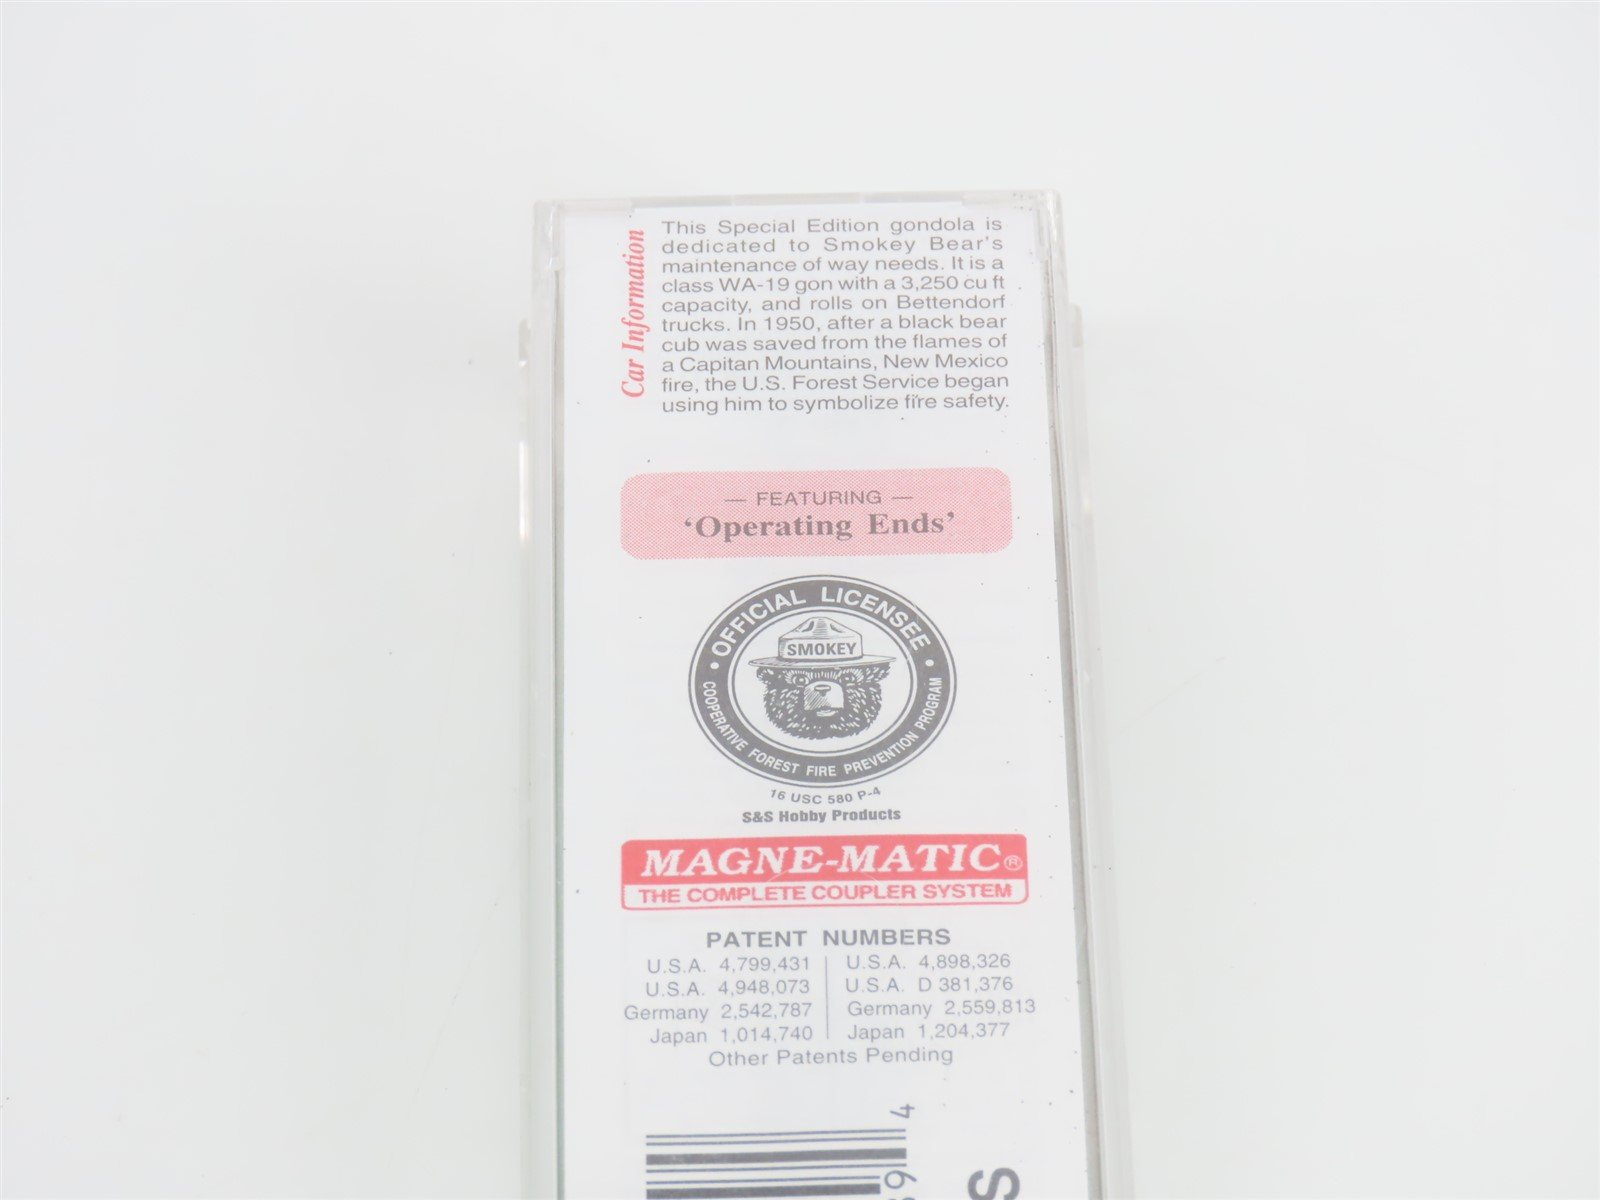 Car Information
This Special Edition gondola is
dedicated to Smokey Bear's
maintenance of way needs. It is a
class WA-19 gon with a 3,250 cu ft
capacity, and rolls on Bettendorf
trucks. In 1950, after a black bear
cub was saved from the flames of
a Capitan Mountains, New Mexico
fire, the U.S. Forest Service began
using him to symbolize fire safety.
— FEATURING —
‘Operating Ends’
• OFFICIAL LICENSEE •
SMOKEY
COOPERATIVE FOREST FIRE PREVENTION PROGRAM
16 USC 580 P-4
S&S Hobby Products
MAGNE-MATIC®
THE COMPLETE COUPLER SYSTEM
PATENT NUMBERS
U.S.A. 4,799,431 U.S.A. 4,898,326
U.S.A. 4,948,073 U.S.A. D 381,376
Germany 2,542,787 Germany 2,559,813
Japan 1,014,740 Japan 1,204,377
Other Patents Pending
4
9
S